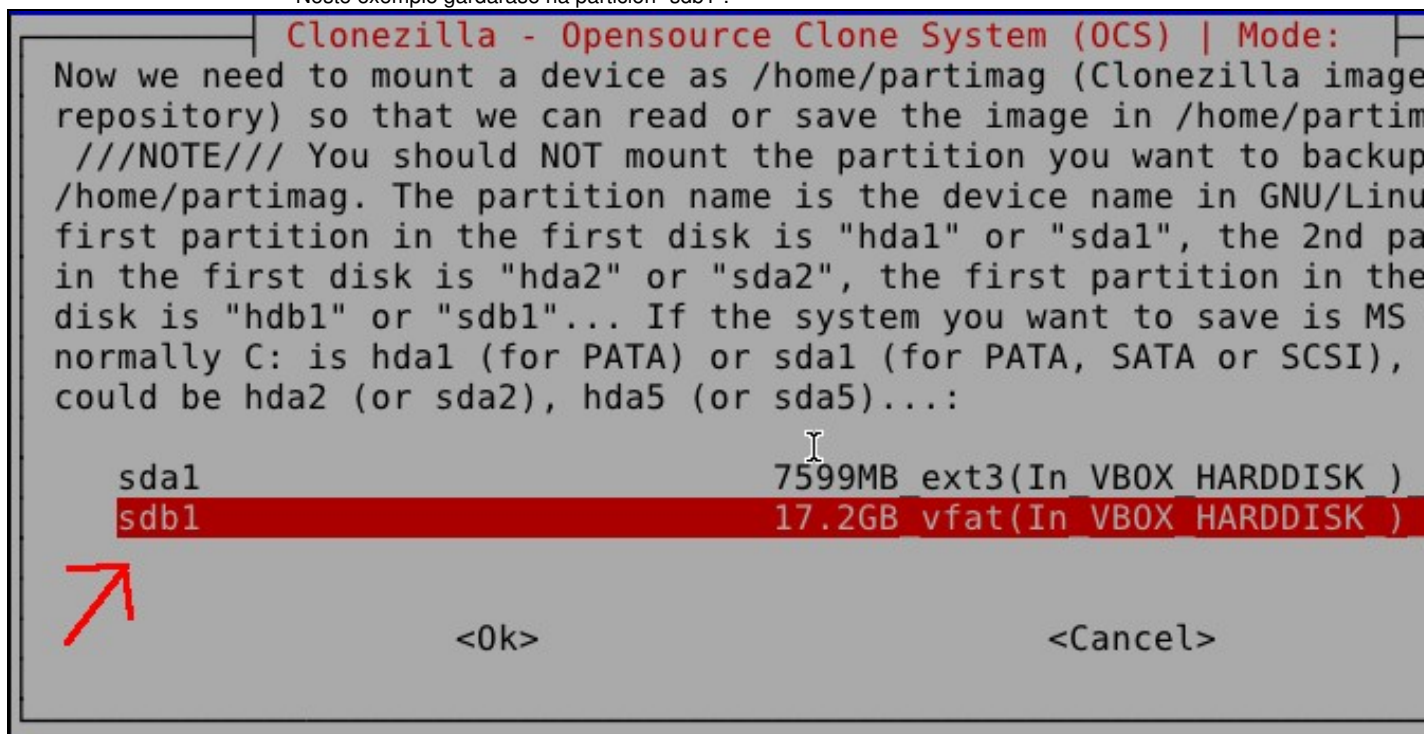 Neste exemplo gardarase na partición "sdb1".
Clonezilla - Opensource Clone System (OCS) | Mode:
Now we need to mount a device as /home/partimag (Clonezilla image
repository) so that we can read or save the image in /home/partim
///NOTE/// You should NOT mount the partition you want to backup
/home/partimag. The partition name is the device name in GNU/Linu
first partition in the first disk is "hda1" or "sda1", the 2nd pa
in the first disk is "hda2" or "sda2", the first partition in the
disk is "hdb1" or "sdb1"... If the system you want to save is MS
normally C: is hda1 (for PATA) or sda1 (for PATA, SATA or SCSI),
could be hda2 (or sda2), hda5 (or sda5)...:
sda1 7599MB_ext3(In_VBOX_HARDDISK_)_
sdb1 17.2GB_vfat(In_VBOX_HARDDISK_)_
<Ok> <Cancel>